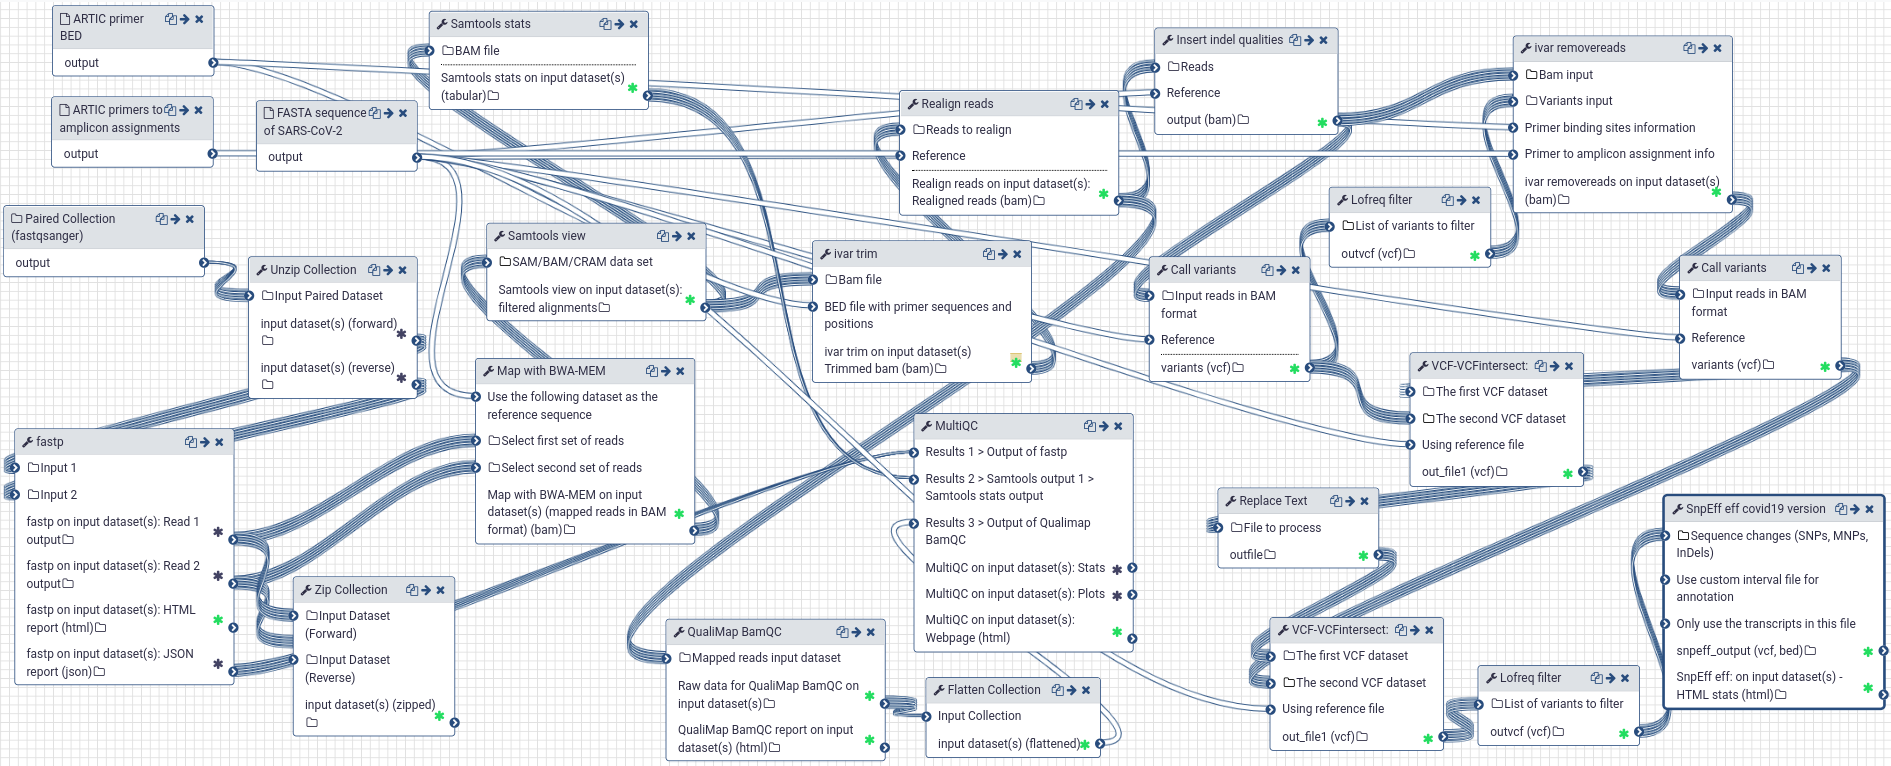 ARTIC primer
BED
output
ARTIC primers to
amplicon assignments
output
FASTA sequence
of SARS-CoV-2
output
Paired Collection
(fastqsanger)
output
Unzip Collection
Input Paired Dataset
input dataset(s) (forward)
input dataset(s) (reverse)
fastp
Input 1
Input 2
fastp on input dataset(s): Read 1
output
fastp on input dataset(s): Read 2
output
fastp on input dataset(s): HTML
report (html)
fastp on input dataset(s): JSON
report (json)
Zip Collection
Input Dataset
(Forward)
Input Dataset
(Reverse)
input dataset(s) (zipped)
Samtools stats
BAM file
Samtools stats on input dataset(s)
(tabular)
Samtools view
SAM/BAM/CRAM data set
Samtools view on input dataset(s):
filtered alignments
Map with BWA-MEM
Use the following dataset as the
reference sequence
Select first set of reads
Select second set of reads
Map with BWA-MEM on input
dataset(s) (mapped reads in BAM
format) (bam)
Realign reads
Reads to realign
Reference
Realign reads on input dataset(s):
Realigned reads (bam)
ivar trim
Bam file
BED file with primer sequences and
positions
ivar trim on input dataset(s)
Trimmed bam (bam)
MultiQC
Results 1 > Output of fastp
Results 2 > Samtools output 1 >
Samtools stats output
Results 3 > Output of Qualimap
BamQC
MultiQC on input dataset(s): Stats
MultiQC on input dataset(s): Plots
MultiQC on input dataset(s):
Webpage (html)
QualiMap BamQC
Mapped reads input dataset
Raw data for QualiMap BamQC on
input dataset(s)
QualiMap BamQC report on input
dataset(s) (html)
Flatten Collection
Input Collection
input dataset(s) (flattened)
Insert indel qualities
Reads
Reference
output (bam)
ivar removereads
Bam input
Variants input
Primer binding sites information
Primer to amplicon assignment info
ivar removereads on input dataset(s)
(bam)
Lofreq filter
List of variants to filter
outvcf (vcf)
Call variants
Input reads in BAM
format
Reference
variants (vcf)
Call variants
Input reads in BAM
format
Reference
variants (vcf)
VCF-VCFintersect:
The first VCF dataset
The second VCF dataset
Using reference file
out_file1 (vcf)
Replace Text
File to process
outfile
VCF-VCFintersect:
The first VCF dataset
The second VCF dataset
Using reference file
out_file1 (vcf)
Lofreq filter
List of variants to filter
outvcf (vcf)
SnpEff eff covid19 version
Sequence changes (SNPs, MNPs,
InDels)
Use custom interval file for
annotation
Only use the transcripts in this file
snpeff_output (vcf, bed)
SnpEff eff: on input dataset(s) -
HTML stats (html)